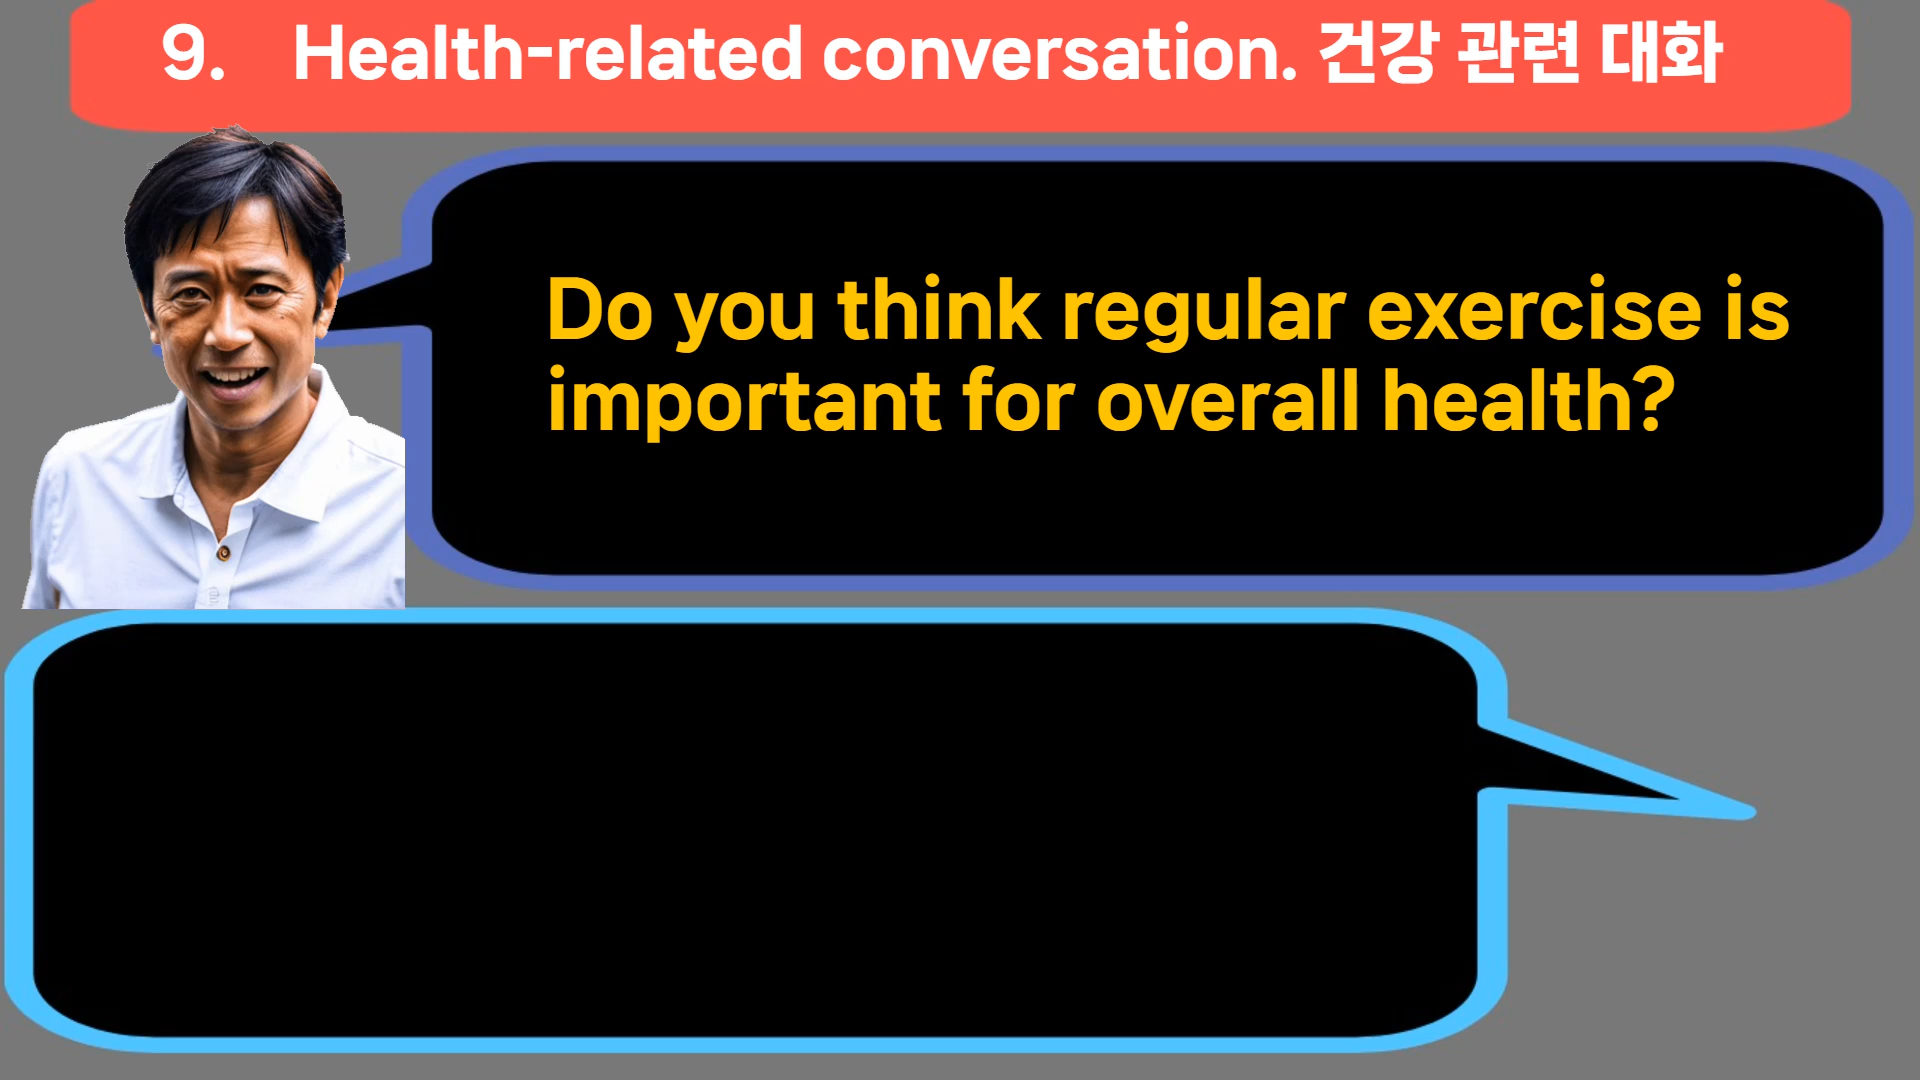 9. Health-related conversation. 건강 관련 대화
Do you think regular exercise is
important for overall health?